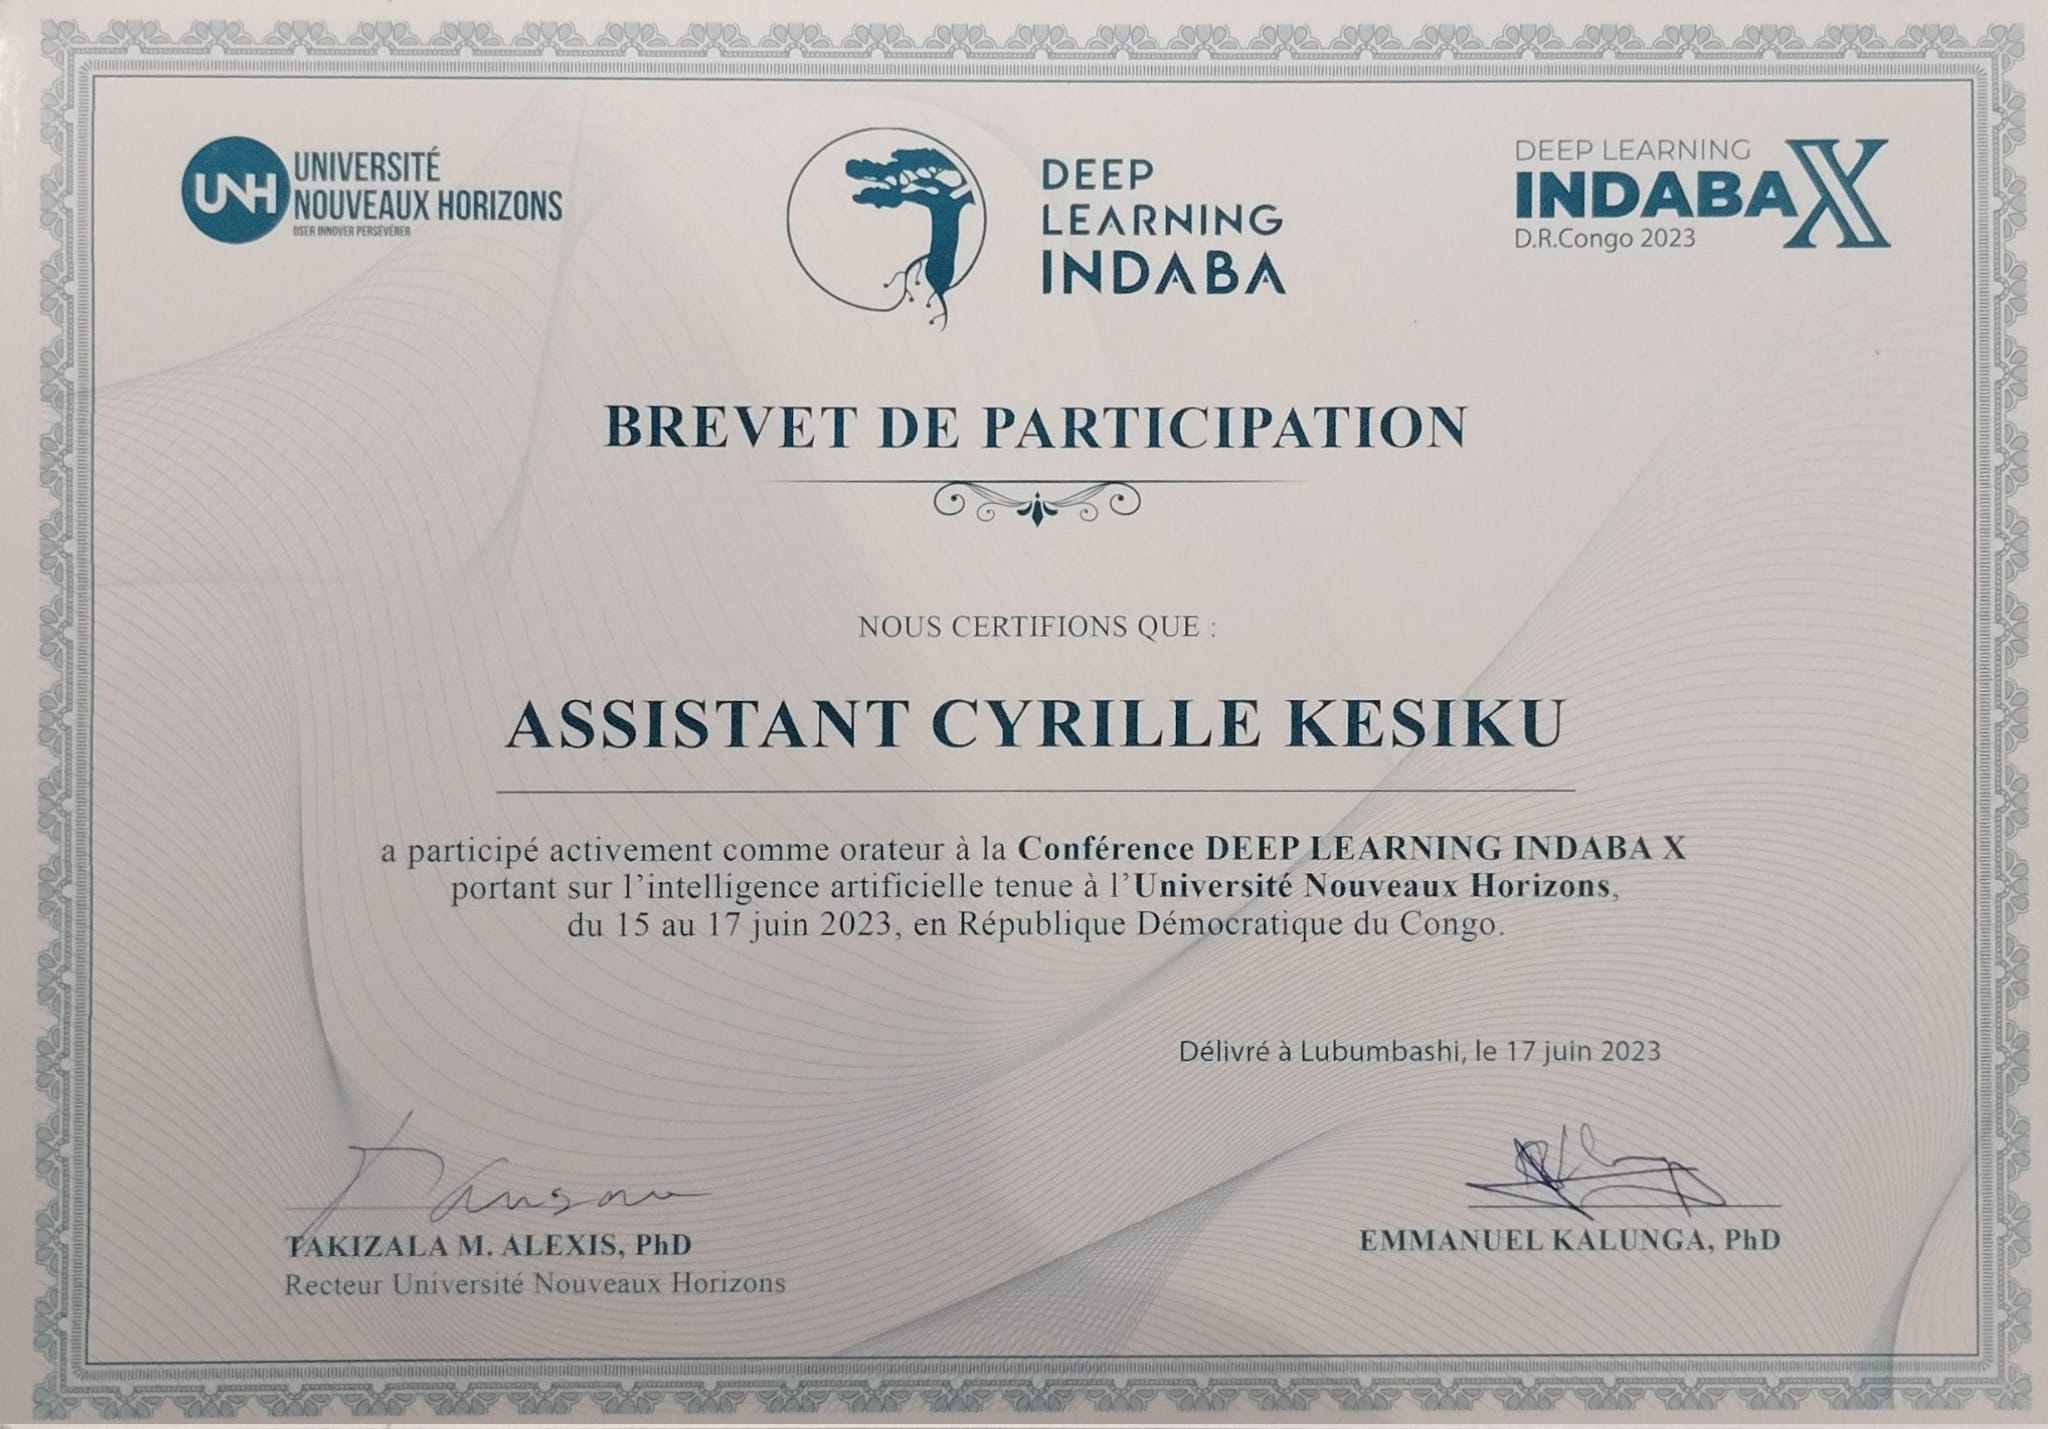 UNH
UNIVERSITÉ
NOUVEAUX HORIZONS
OSER INNOVER PERSÉVÉRER
DEEP
LEARNING
INDABA
DEEP LEARNING
INDABAX
D.R.Congo 2023
BREVET DE PARTICIPATION
NOUS CERTIFIONS QUE :
ASSISTANT CYRILLE KESIKU
a participé activement comme orateur à la Conférence DEEP LEARNING INDABA X
portant sur l'intelligence artificielle tenue à l'Université Nouveaux Horizons,
du 15 au 17 juin 2023, en République Démocratique du Congo.
Délivré à Lubumbashi, le 17 juin 2023
TAKIZALA M. ALEXIS, PhD
Recteur Université Nouveaux Horizons
EMMANUEL KALUNGA, PhD